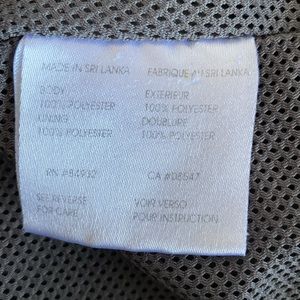 MADE IN SRI LANKA
BODY
100% POLYESTER
LINING
100% POLYESTER
RN #84932
SEE REVERSE
FOR CARE
FABRIQUE AU SRI LANKA
EXTERIEUR
100% POLYESTER
DOUBLURE
100% POLYESTER
CA #08647
VOIR VERSO
POUR INSTRUCTION